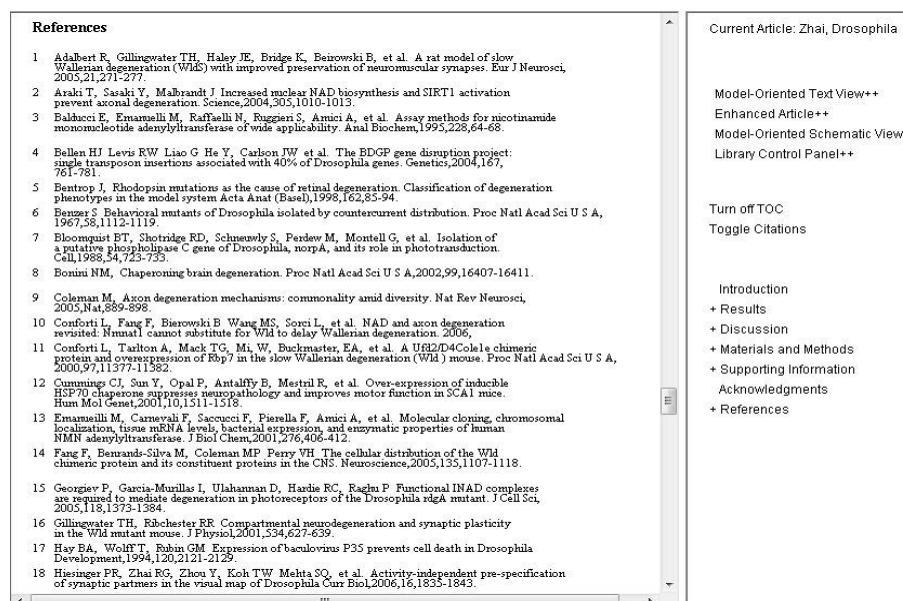 References
1 Adalbert R, Gillingwater TH, Haley JE, Bridge K, Beirowski B, et al. A rat model of slow
Wallerian degeneration (WldS) with improved preservation of neuromuscular synapses. Eur J Neurosci,
2005,21,271-277.
2 Araki T, Sasaki Y, Malbrandt J Increased nuclear NAD biosynthesis and SIRT1 activation
prevent axonal degeneration. Science,2004,305,1010-1013.
3 Balducci E, Emanuelli M, Raffaelli N, Ruggieri S, Amici A, et al. Assay methods for nicotinamide
mononucleotide adenylyltransferase of wide applicability. Anal Biochem,1995,228,64-68.
4 Bellen HJ Levis RW Liao G He Y, Carlson JW et al. The BDGP gene disruption project:
single transposon insertions associated with 40% of Drosophila genes. Genetics,2004,167,
761-781.
5 Bentrop J, Rhodopsin mutations as the cause of retinal degeneration. Classification of degeneration
phenotypes in the model system Acta Anat (Basel),1998,162,85-94.
6 Benzer S Behavioral mutants of Drosophila isolated by countercurrent distribution. Proc Natl Acad Sci U S A,
1967,58,1112-1119.
7 Bloomquist BT, Shotridge RD, Schneuwly S, Perdew M, Montell G, et al. Isolation of
a putative phospholipase C gene of Drosophila, norpA, and its role in phototransduction.
Cell,1988,54,723-733.
8 Bonini NM, Chaperoning brain degeneration. Proc Natl Acad Sci U S A,2002,99,16407-16411.
9 Coleman M, Axon degeneration mechanisms: commonality amid diversity. Nat Rev Neurosci,
2005,Nat,889-898.
10 Conforti L, Fang F, Bierowski B Wang MS, Sorci L, et al. NAD and axon degeneration
revisited: Nmnat1 cannot substitute for Wld to delay Wallerian degeneration. 2006,
11 Conforti L, Tarlton A, Mack TG, Mi, W, Buckmaster, EA, et al. A Ufd2/D4Cole1e chimeric
protein and overexpression of Rbp7 in the slow Wallerian degeneration (Wld ) mouse. Proc Natl Acad Sci U S A,
2000,97,11377-11382.
12 Cummings CJ, Sun Y, Opal P, Antalffy B, Mestril R, et al. Over-expression of inducible
HSP70 chaperone suppresses neuropathology and improves motor function in SCA1 mice.
Hum Mol Genet,2001,10,1511-1518.
13 Emanueilli M, Carnevali F, Saccucci F, Pierella F, Amici A, et al. Molecular cloning, chromosomal
localization, tissue mRNA levels, bacterial expression, and enzymatic properties of human
NMN adenylyltransferase. J Biol Chem,2001,276,406-412.
14 Fang F, Benrands-Silva M, Coleman MP Perry VH The cellular distribution of the Wld
chimeric protein and its constituent proteins in the CNS. Neuroscience,2005,135,1107-1118.
15 Georgiev P, Garcia-Murillas I, Ulahannan D, Hardie RC, Raghu P Functional INAD complexes
are required to mediate degeneration in photoreceptors of the Drosophila rdgA mutant. J Cell Sci,
2005,118,1373-1384.
16 Gillingwater TH, Ribchester RR Compartmental neurodegeneration and synaptic plasticity
in the Wld mutant mouse. J Physiol,2001,534,627-639.
17 Hay BA, Wolff T, Rubin GM Expression of baculovirus P35 prevents cell death in Drosophila
Development,1994,120,2121-2129.
18 Hiesinger PR, Zhai RG, Zhou Y, Koh TW Mehta SQ, et al. Activity-independent pre-specification
of synaptic partners in the visual map of Drosophila Curr Biol,2006,16,1835-1843.
Current Article: Zhai, Drosophila
Model-Oriented Text View++
Enhanced Article++
Model-Oriented Schematic View
Library Control Panel++
Turn off TOC
Toggle Citations
Introduction
+ Results
+ Discussion
+ Materials and Methods
+ Supporting Information
Acknowledgments
+ References